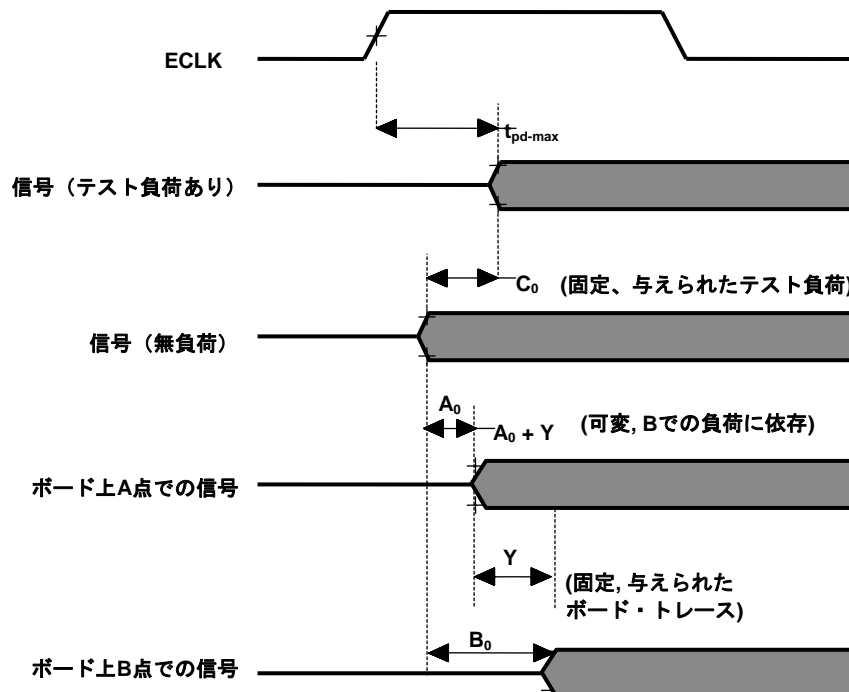 ECLK
tpd-max
信号（テスト負荷あり）
C0 (固定、与えられたテスト負荷)
信号（無負荷）
A0
A0 + Y (可変, Bでの負荷に依存)
ボード上A点での信号
Y
(固定, 与えられた
ボード・トレース)
B0
ボード上B点での信号